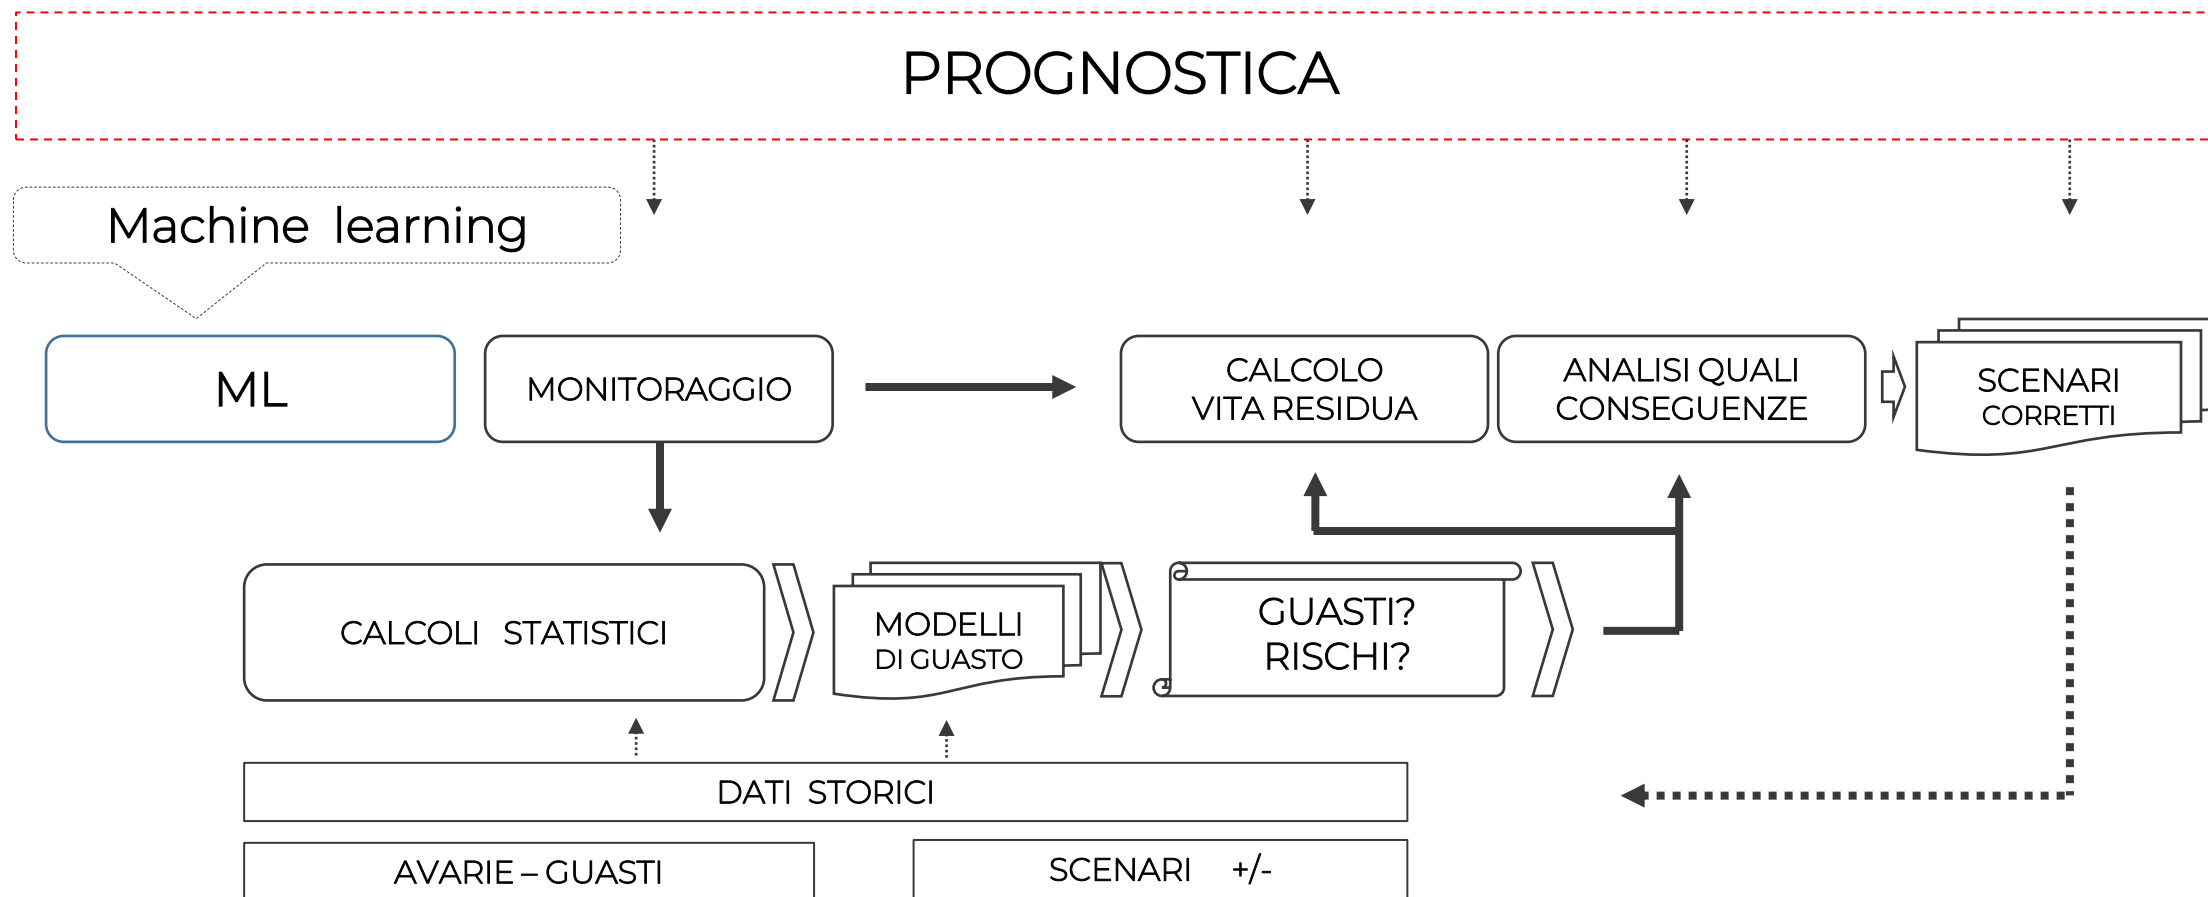 PROGNOSTICA
Machine learning
ML
MONITORAGGIO
CALCOLO
VITA RESIDUA
ANALISI QUALI
CONSEGUENZE
SCENARI
CORRETTI
CALCOLI STATISTICI
MODELLI
DI GUASTO
GUASTI?
RISCHI?
DATI STORICI
AVARIE – GUASTI
SCENARI +/-